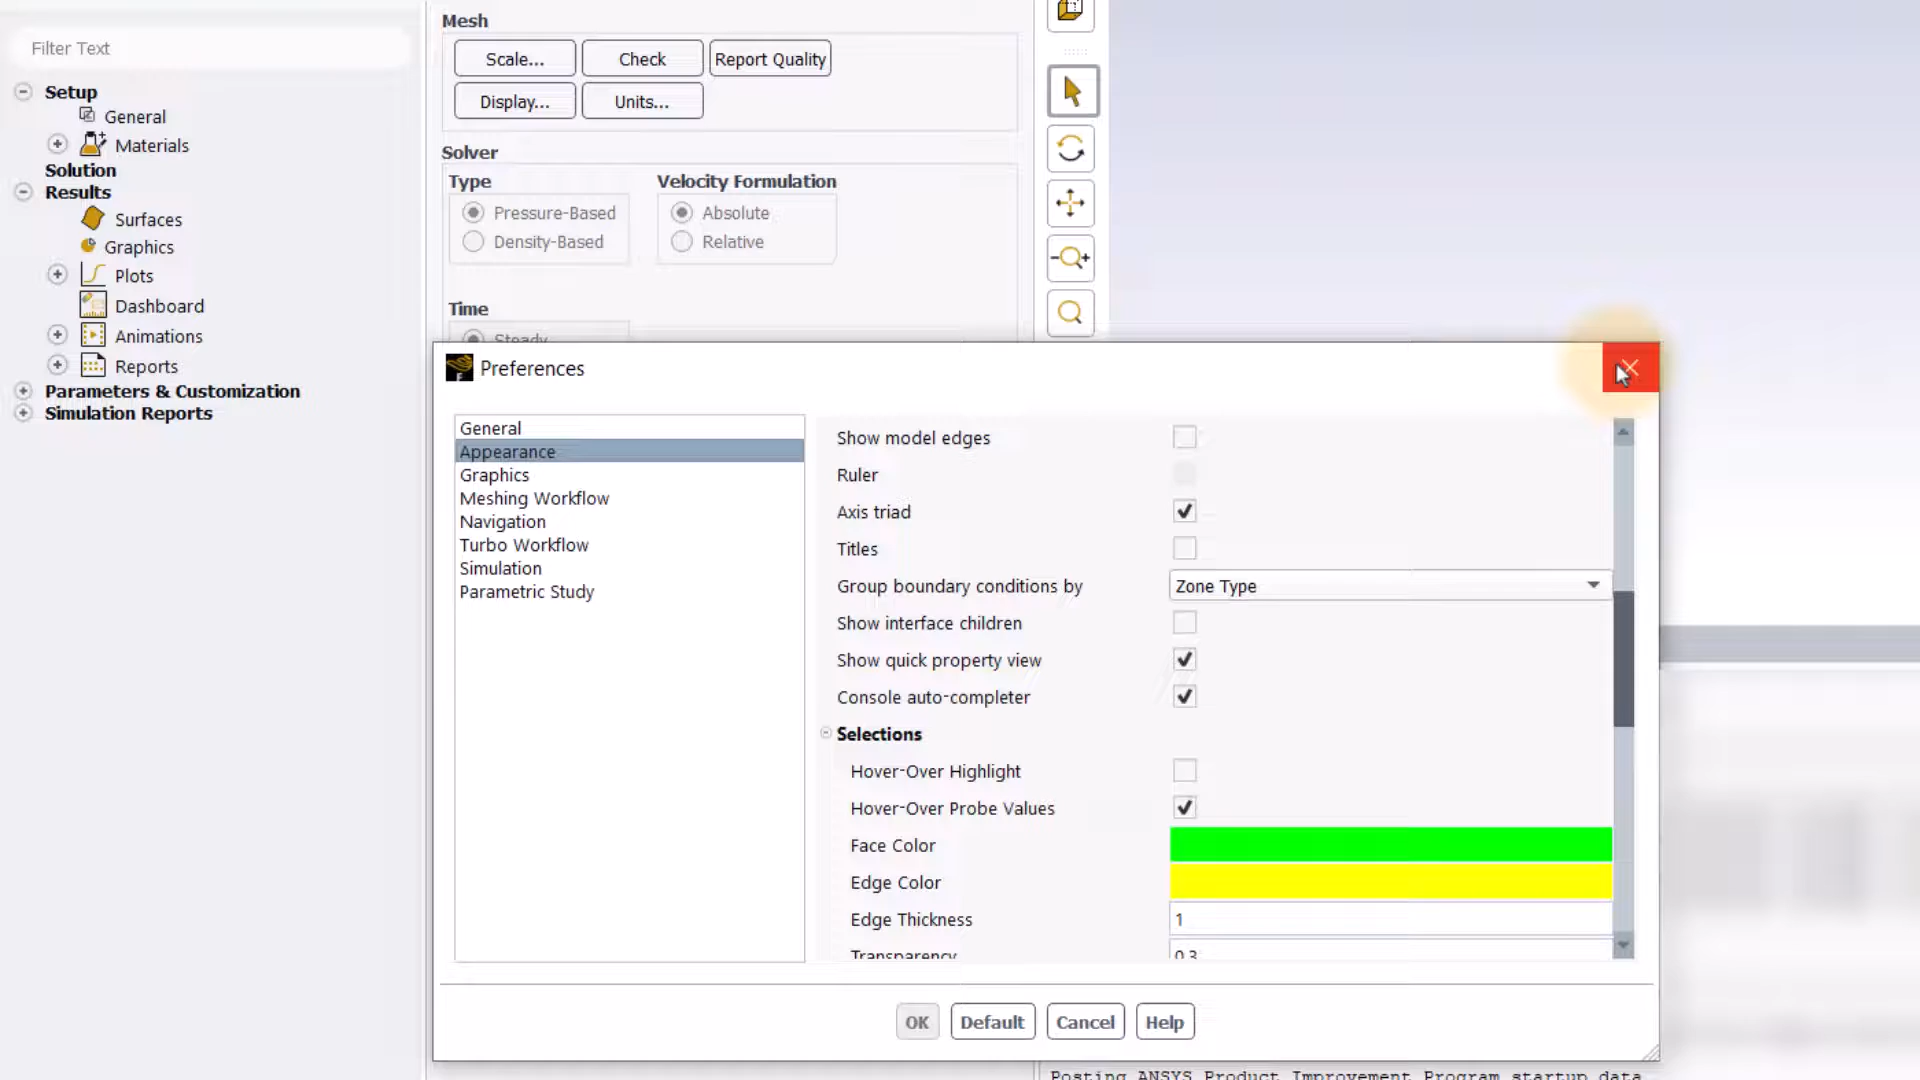 Filter Text
Setup
General
Materials
Solution
Results
Surfaces
Graphics
Plots
Dashboard
Animations
Reports
Parameters & Customization
Simulation Reports
Mesh
Scale...
Check
Report Quality
Display...
Units...
Solver
Type
Velocity Formulation
Pressure-Based
Absolute
Density-Based
Relative
Time
Steady
Preferences
General
Appearance
Graphics
Meshing Workflow
Navigation
Turbo Workflow
Simulation
Parametric Study
Show model edges
Ruler
Axis triad
Titles
Group boundary conditions by
Zone Type
Show interface children
Show quick property view
Console auto-completer
Selections
Hover-Over Highlight
Hover-Over Probe Values
Face Color
Edge Color
Edge Thickness
1
Transparency
0.3
OK
Default
Cancel
Help
Posting ANSYS Product Improvement Program startup data